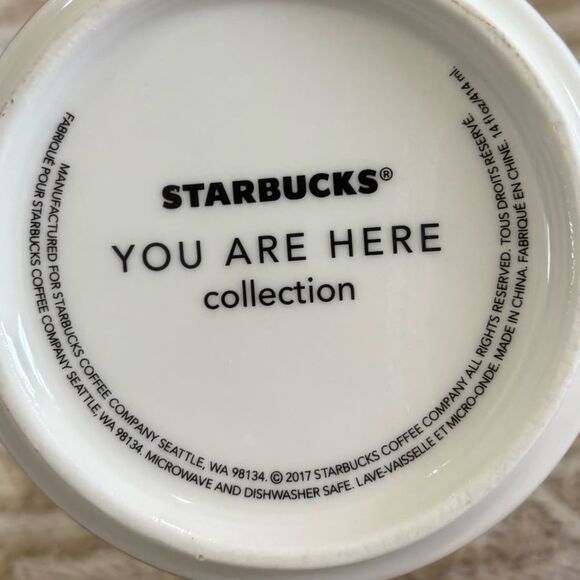 STARBUCKS®
YOU ARE HERE
collection
MANUFACTURED FOR STARBUCKS COFFEE COMPANY SEATTLE, WA 98134. © 2017 STARBUCKS COFFEE COMPANY ALL RIGHTS RESERVED. TOUS DROITS RESERVÉ.
FABRIQUÉ POUR STARBUCKS COFFEE COMPANY SEATTLE, WA 98134. MICROWAVE AND DISHWASHER SAFE. LAVE-VAISSELLE ET MICRO-ONDE. MADE IN CHINA. FABRIQUÉ EN CHINE. 14 fl oz/414 ml.